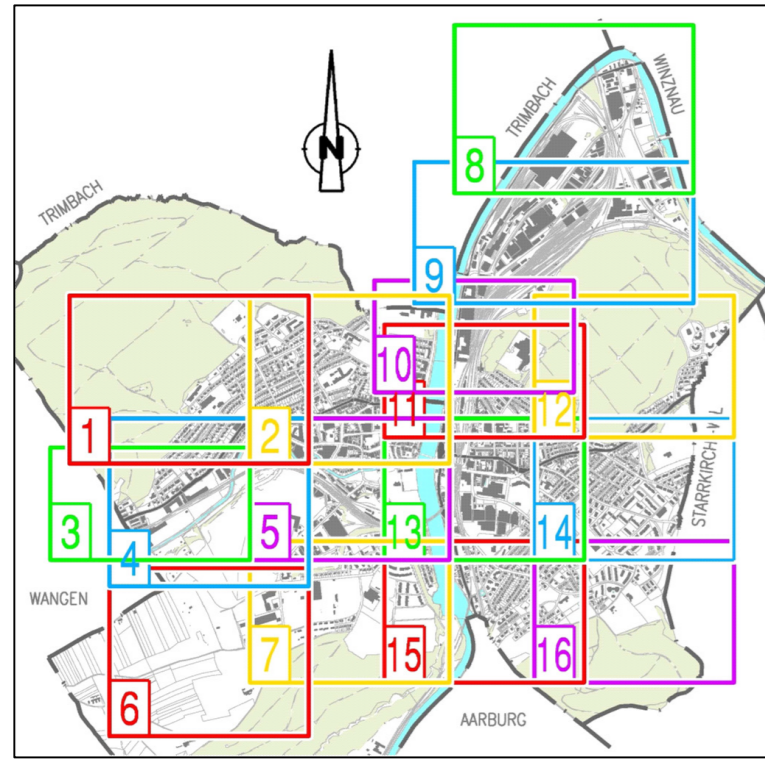 WINZNAU
TRIMBACH
N
8
TRIMBACH
9
10
11
12
1
2
STARRKIRCH-WIL
3
4
5
13
14
WANGEN
7
15
16
6
AARBURG